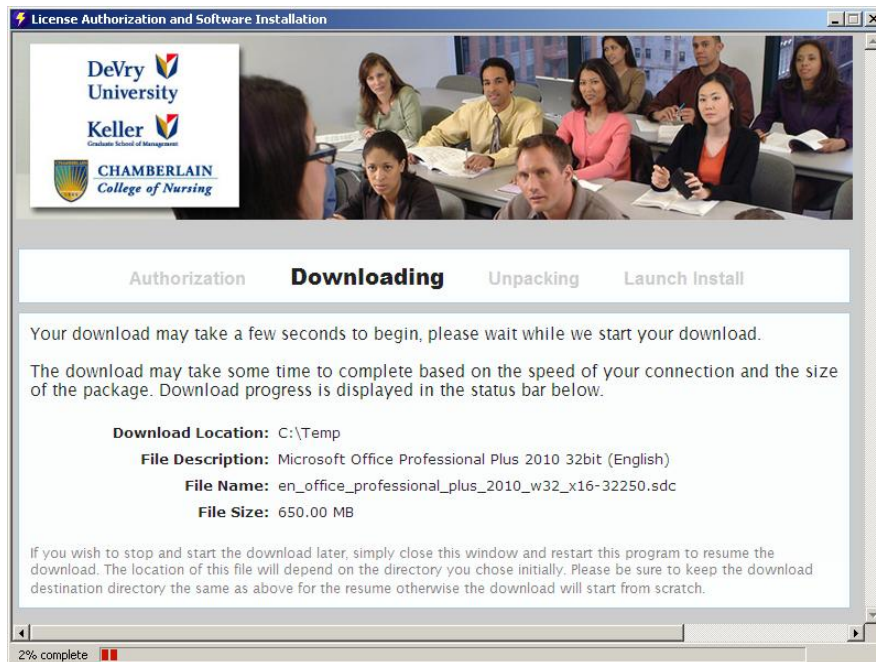 License Authorization and Software Installation
DeVry
University
Keller
Graduate School of Management
CHAMBERLAIN
College of Nursing
Authorization Downloading Unpacking Launch Install
Your download may take a few seconds to begin, please wait while we start your download.
The download may take some time to complete based on the speed of your connection and the size
of the package. Download progress is displayed in the status bar below.
Download Location: C:\Temp
File Description: Microsoft Office Professional Plus 2010 32bit (English)
File Name: en_office_professional_plus_2010_w32_x16-32250.sdc
File Size: 650.00 MB
If you wish to stop and start the download later, simply close this window and restart this program to resume the
download. The location of this file will depend on the directory you chose initially. Please be sure to keep the download
destination directory the same as above for the resume otherwise the download will start from scratch.
2% complete